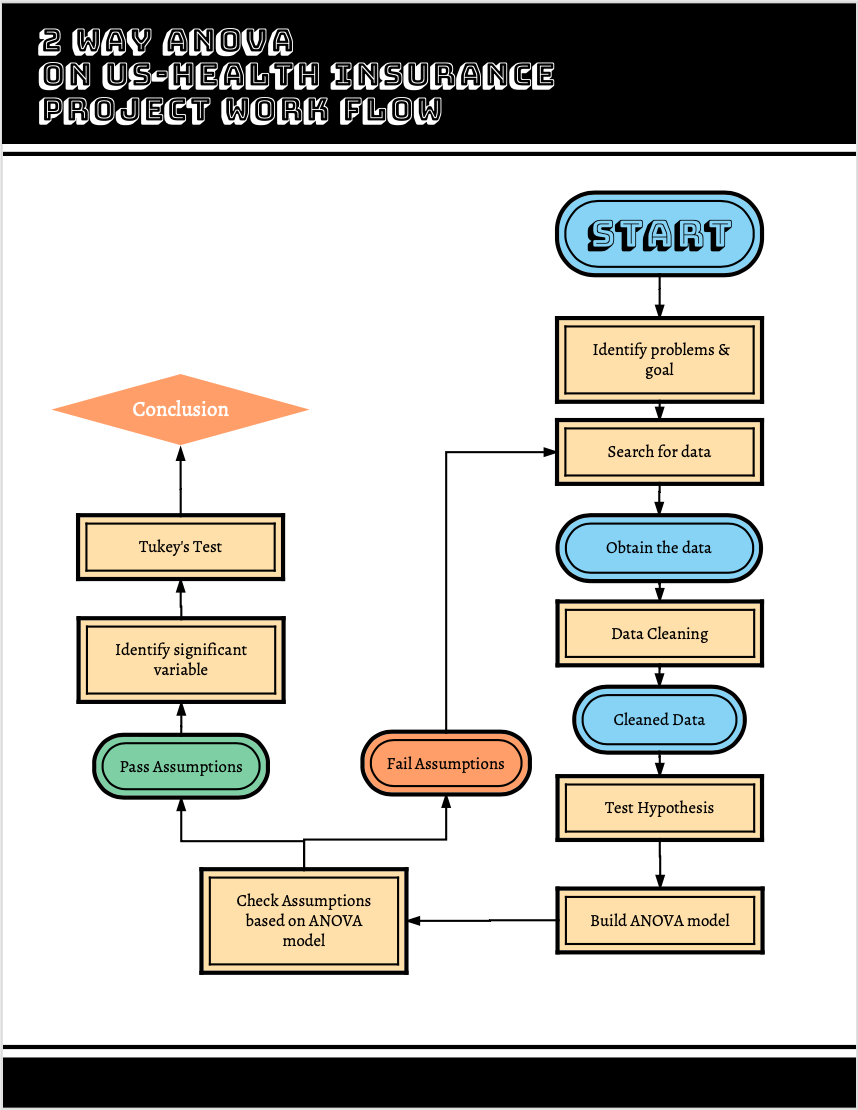 2 WAY ANOVA
ON US-HEALTH INSURANCE
PROJECT WORK FLOW
START
Identify problems &
goal
Search for data
Obtain the data
Data Cleaning
Cleaned Data
Test Hypothesis
Build ANOVA model
Check Assumptions
based on ANOVA
model
Fail Assumptions
Pass Assumptions
Identify significant
variable
Tukey's Test
Conclusion